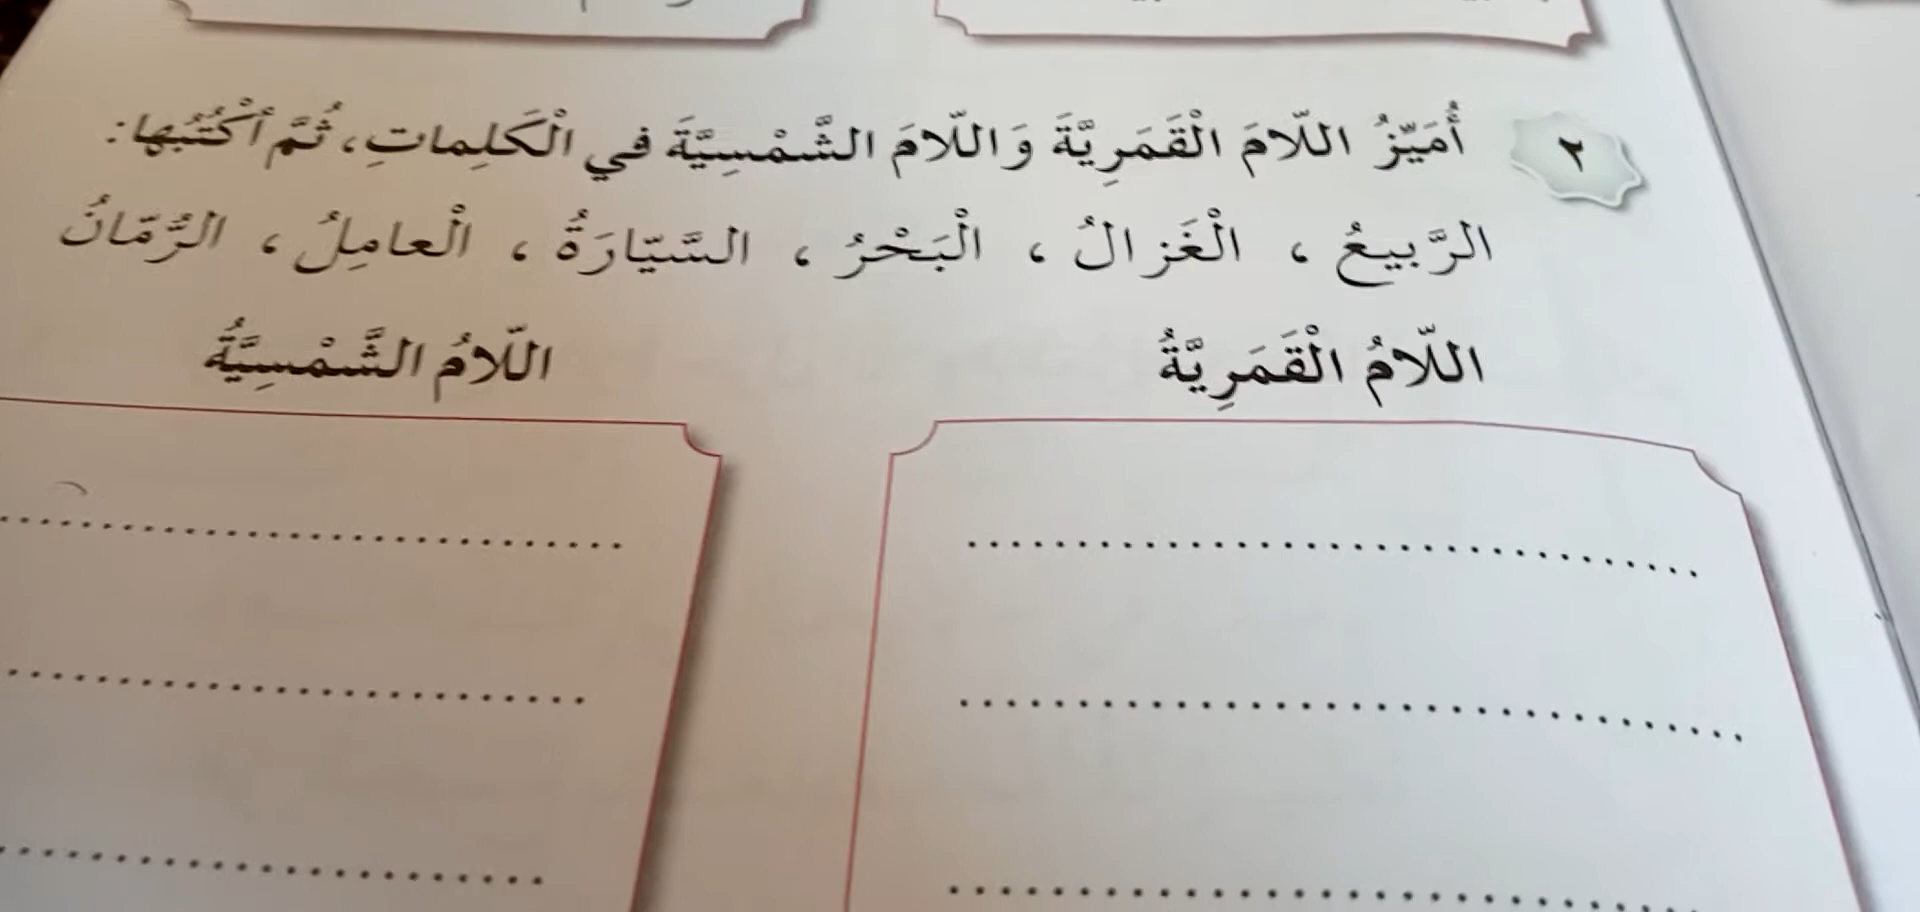 ٢ أُمَيِّزُ اللّامَ الْقَمَرِيَّةَ وَاللّامَ الشَّمْسِيَّةَ في الْكَلِماتِ، ثُمَّ أَكْتُبُها:
الرَّبيعُ ، الْغَزالُ ، الْبَحْرُ ، السَّيّارَةُ ، الْعامِلُ ، الرُّمّانُ
اللّامُ الْقَمَرِيَّةُ
اللّامُ الشَّمْسِيَّةُ